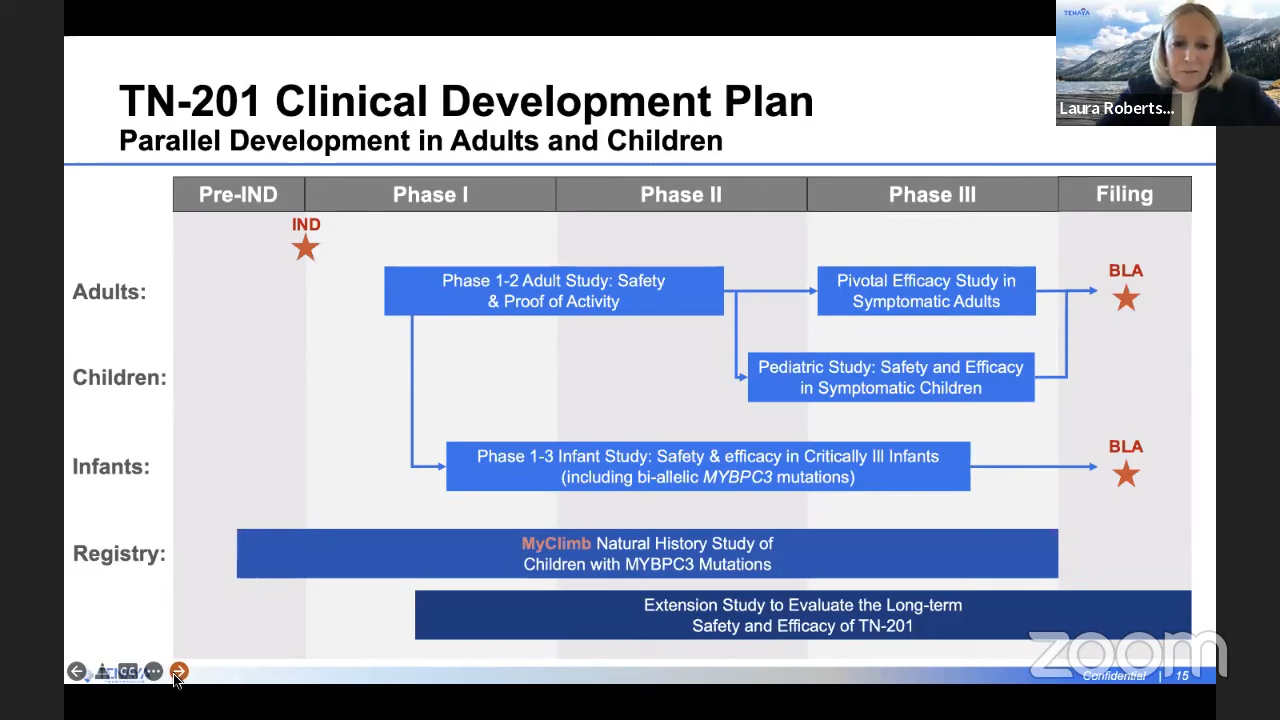 TENAYA
Laura Roberts...
TN-201 Clinical Development Plan
Parallel Development in Adults and Children
Pre-IND
Phase I
Phase II
Phase III
Filing
IND
Adults:
Phase 1-2 Adult Study: Safety
& Proof of Activity
Pivotal Efficacy Study in
Symptomatic Adults
BLA
Children:
Pediatric Study: Safety and Efficacy
in Symptomatic Children
Infants:
Phase 1-3 Infant Study: Safety & efficacy in Critically Ill Infants
(including bi-allelic MYBPC3 mutations)
BLA
Registry:
MyClimb Natural History Study of
Children with MYBPC3 Mutations
Extension Study to Evaluate the Long-term
Safety and Efficacy of TN-201
zoom
CC
Confidential | 15